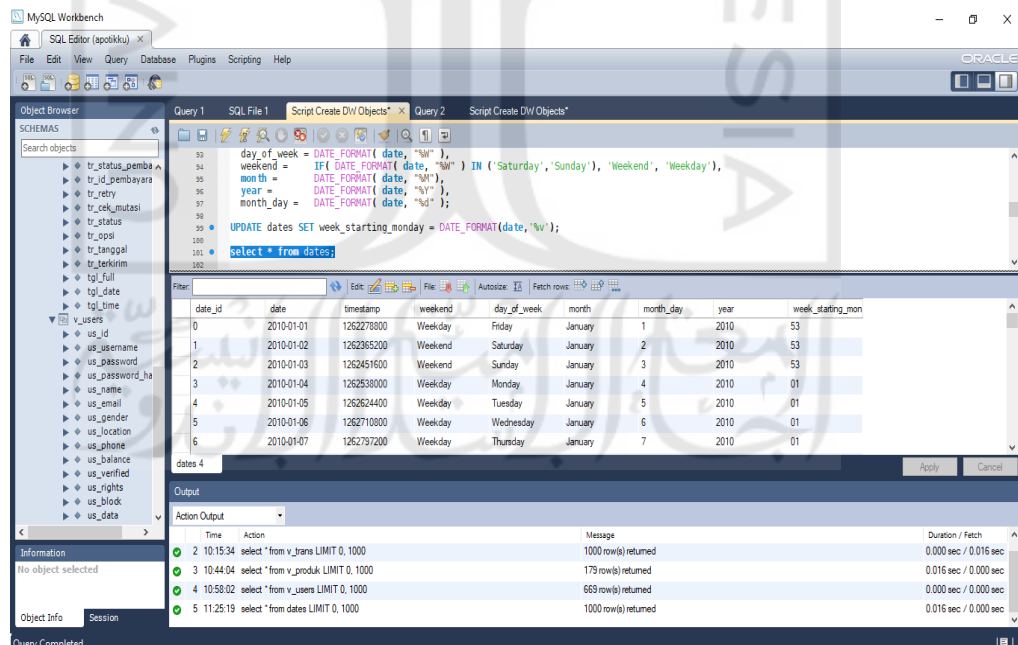 MySQL Workbench
SQL Editor (apotikku) ×
File Edit View Query Database Plugins Scripting Help
ORACLE
Object Browser
SCHEMAS
Search objects
tr_status_pemba
tr_id_pembayara
tr_retry
tr_cek_mutasi
tr_status
tr_opsi
tr_tanggal
tr_terkirim
tgl_full
tgl_date
tgl_time
v_users
us_id
us_username
us_password
us_password_ha
us_name
us_email
us_gender
us_location
us_phone
us_balance
us_verified
us_rights
us_block
us_data
Information
No object selected
Object Info Session
Query 1 SQL File 1 Script Create DW Objects* × Query 2 Script Create DW Objects*
93 day_of_week = DATE_FORMAT( date, "%W" ),
94 weekend = IF( DATE_FORMAT( date, "%W" ) IN ('Saturday','Sunday'), 'Weekend', 'Weekday'),
95 month = DATE_FORMAT( date, "%M"),
96 year = DATE_FORMAT( date, "%Y" ),
97 month_day = DATE_FORMAT( date, "%d" );
98
99 UPDATE dates SET week_starting_monday = DATE_FORMAT(date,'%v');
100
101 select * from dates;
102
Filter: Edit: File: Autosize: Fetch rows:
date_id date timestamp weekend day_of_week month month_day year week_starting_mon
0 2010-01-01 1262278800 Weekday Friday January 1 2010 53
1 2010-01-02 1262365200 Weekend Saturday January 2 2010 53
2 2010-01-03 1262451600 Weekend Sunday January 3 2010 53
3 2010-01-04 1262538000 Weekday Monday January 4 2010 01
4 2010-01-05 1262624400 Weekday Tuesday January 5 2010 01
5 2010-01-06 1262710800 Weekday Wednesday January 6 2010 01
6 2010-01-07 1262797200 Weekday Thursday January 7 2010 01
dates 4
Apply Cancel
Output
Action Output
Time Action Message Duration / Fetch
2 10:15:34 select * from v_trans LIMIT 0, 1000 1000 row(s) returned 0.000 sec / 0.016 sec
3 10:44:04 select * from v_produk LIMIT 0, 1000 179 row(s) returned 0.016 sec / 0.000 sec
4 10:58:02 select * from v_users LIMIT 0, 1000 669 row(s) returned 0.000 sec / 0.000 sec
5 11:25:19 select * from dates LIMIT 0, 1000 1000 row(s) returned 0.016 sec / 0.000 sec
Query Completed